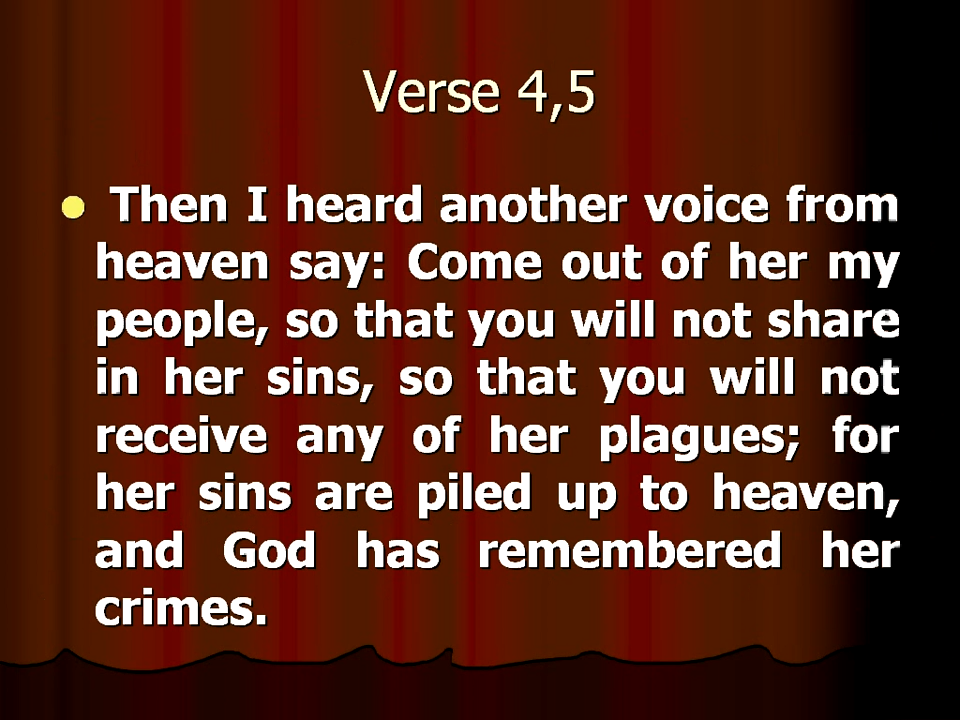 Verse 4,5
Then I heard another voice from
heaven say: Come out of her my
people, so that you will not share
in her sins, so that you will not
receive any of her plagues; for
her sins are piled up to heaven,
and God has remembered her
crimes.